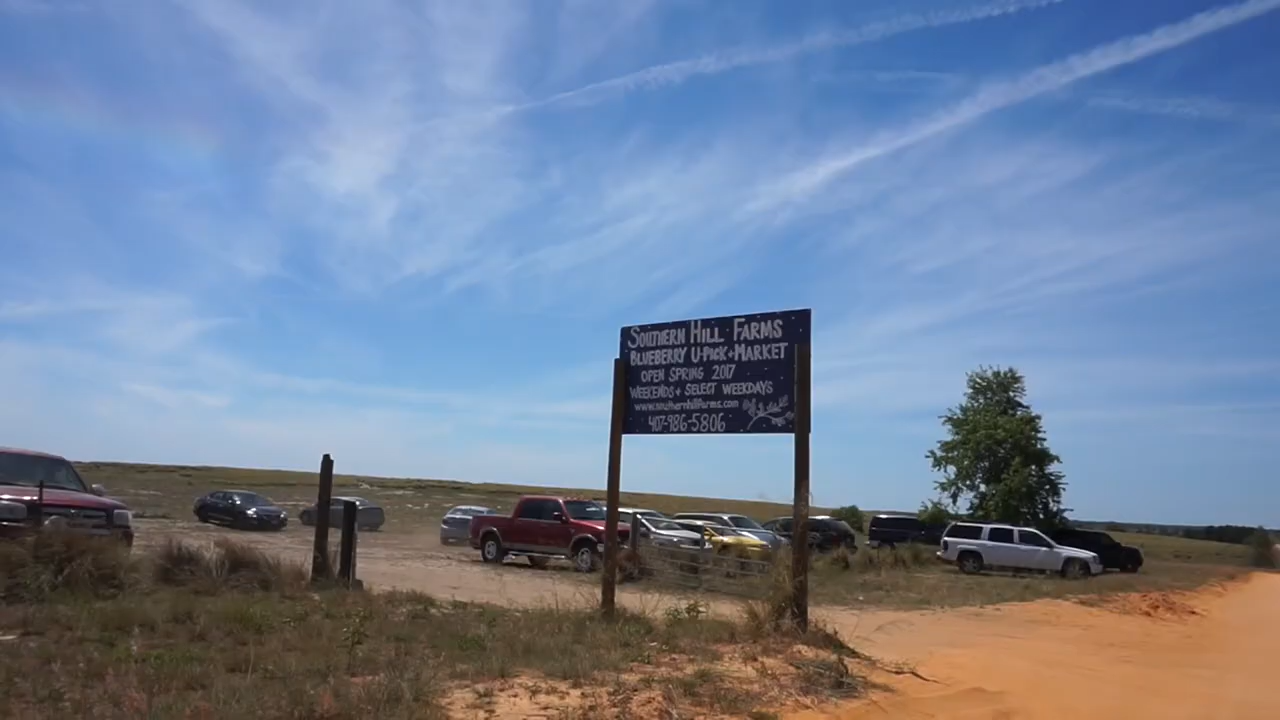 SOUTHERN HILL FARMS
BLUEBERRY U-PICK + MARKET
OPEN SPRING 2017
WEEKENDS + SELECT WEEKDAYS
www.southernhillfarms.com
407-986-5806